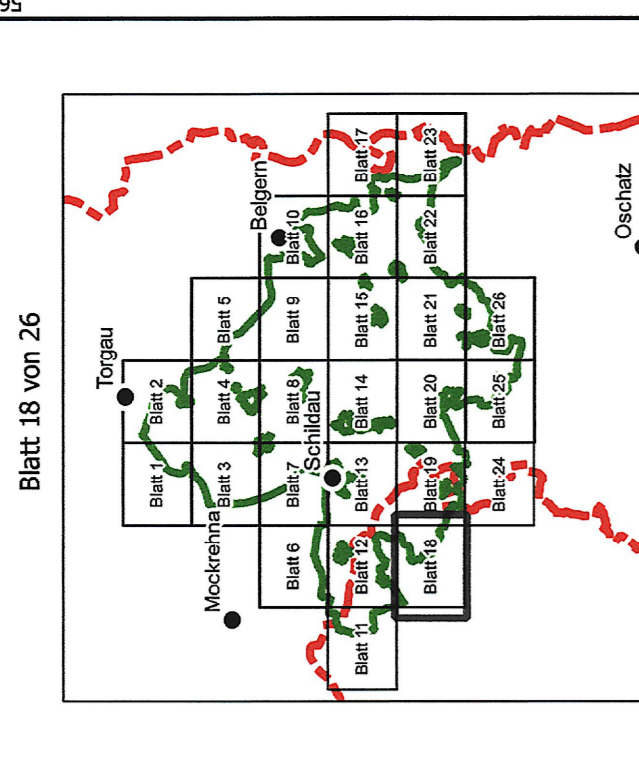 Blatt 18 von 26
Torgau
Blatt 1
Blatt 2
Mockrehna
Blatt 3
Blatt 4
Blatt 5
Belgern
Blatt 6
Blatt 7
Blatt 8
Blatt 9
Blatt 10
Schildau
Blatt 11
Blatt 12
Blatt 13
Blatt 14
Blatt 15
Blatt 16
Blatt 17
Blatt 18
Blatt 19
Blatt 20
Blatt 21
Blatt 22
Blatt 23
Blatt 24
Blatt 25
Blatt 26
Oschatz